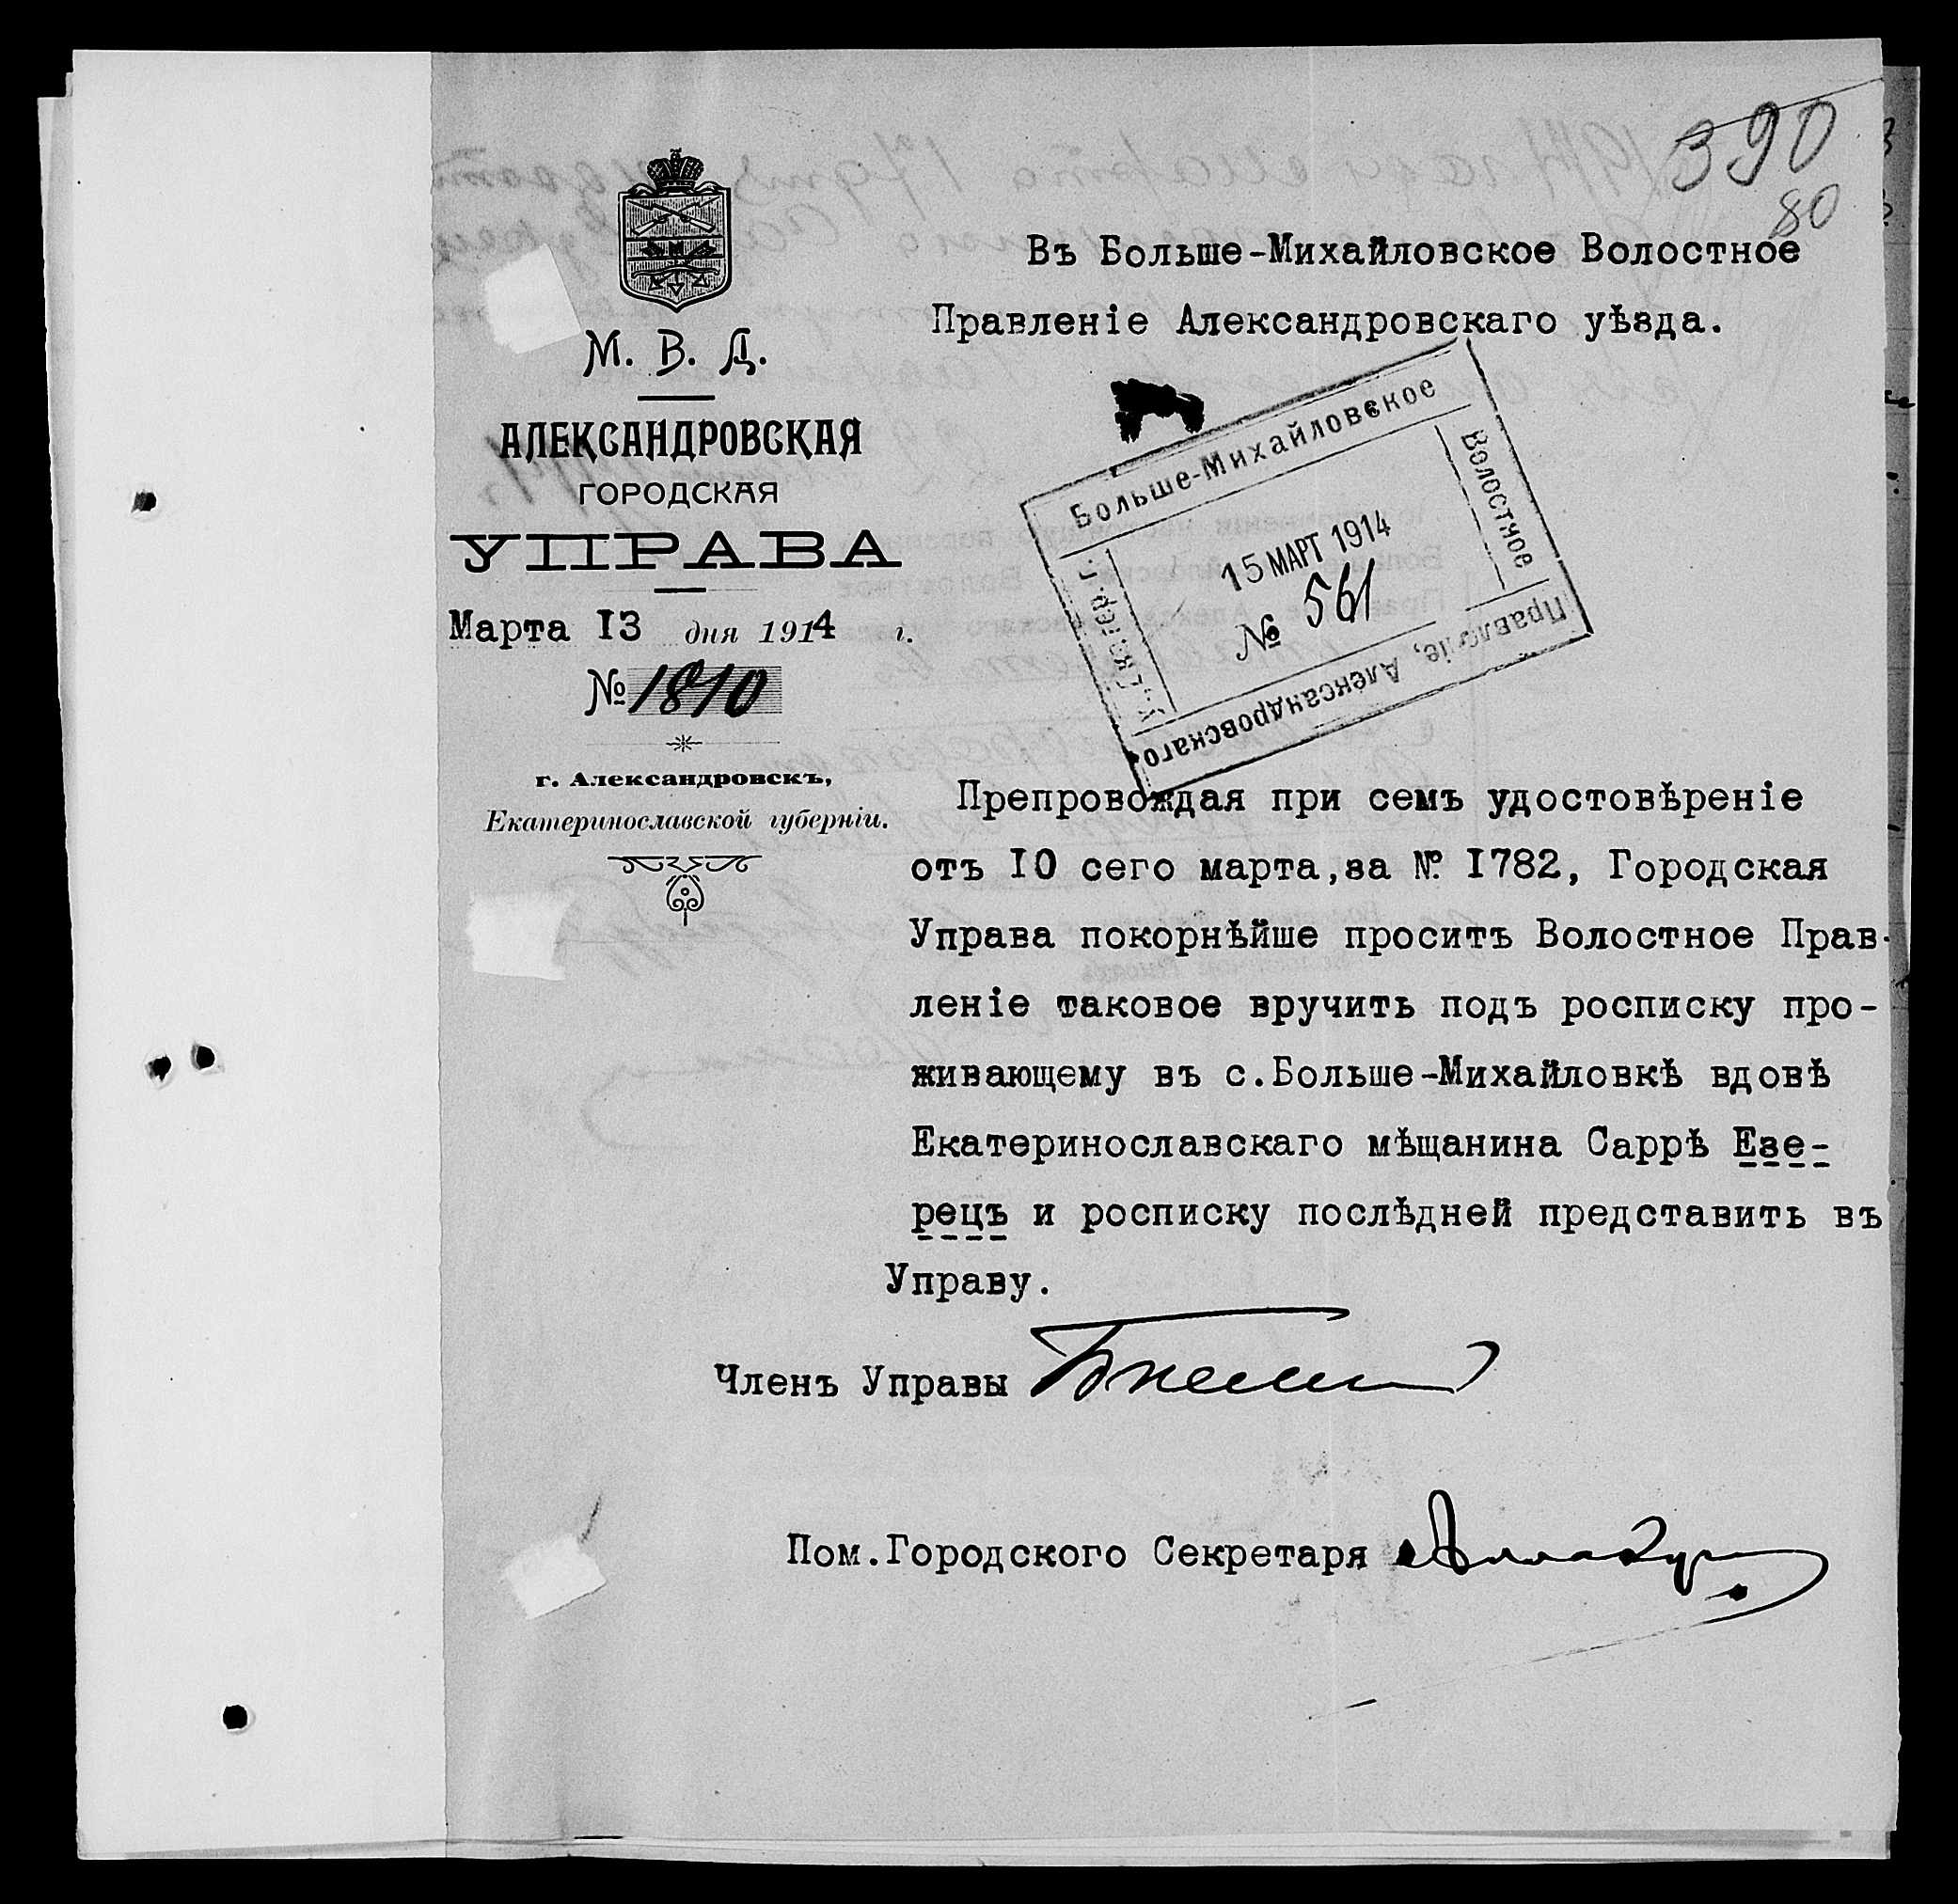 390
80
М. В. Д.
АЛЕКСАНДРОВСКАЯ
ГОРОДСКАЯ
УПРАВА
Марта 13 дня 1914 г.
№ 1810
г. Александровскъ,
Екатеринославской губерніи.
Въ Больше-Михайловское Волостное
Правленіе Александровскаго уѣзда.
Больше-Михайловское
Волостное
Правленіе, Александровскаго
15 МАРТ 1914
№ 561
Препровождая при семъ удостовѣреніе
отъ 10 сего марта,за № 1782, Городская
Управа покорнѣйше проситъ Волостное Прав-
леніе таковое вручить подъ росписку про-
живающему въ с.Больше-Михайловкѣ вдовѣ
Екатеринославскаго мѣщанина Саррѣ Езе-
рецъ и росписку послѣдней представить въ
Управу.
Членъ Управы
Пом.Городского Секретаря